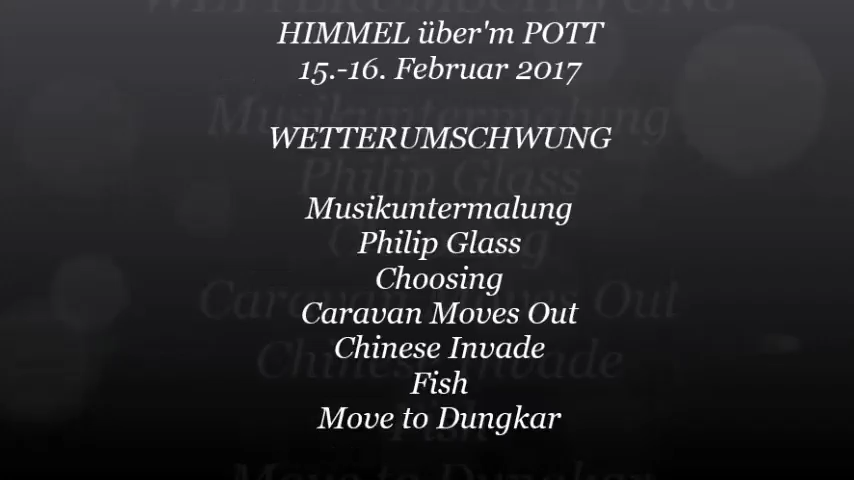 HIMMEL über'm POTT
15.-16. Februar 2017
WETTERUMSCHWUNG
Musikuntermalung
Philip Glass
Choosing
Caravan Moves Out
Chinese Invade
Fish
Move to Dungkar